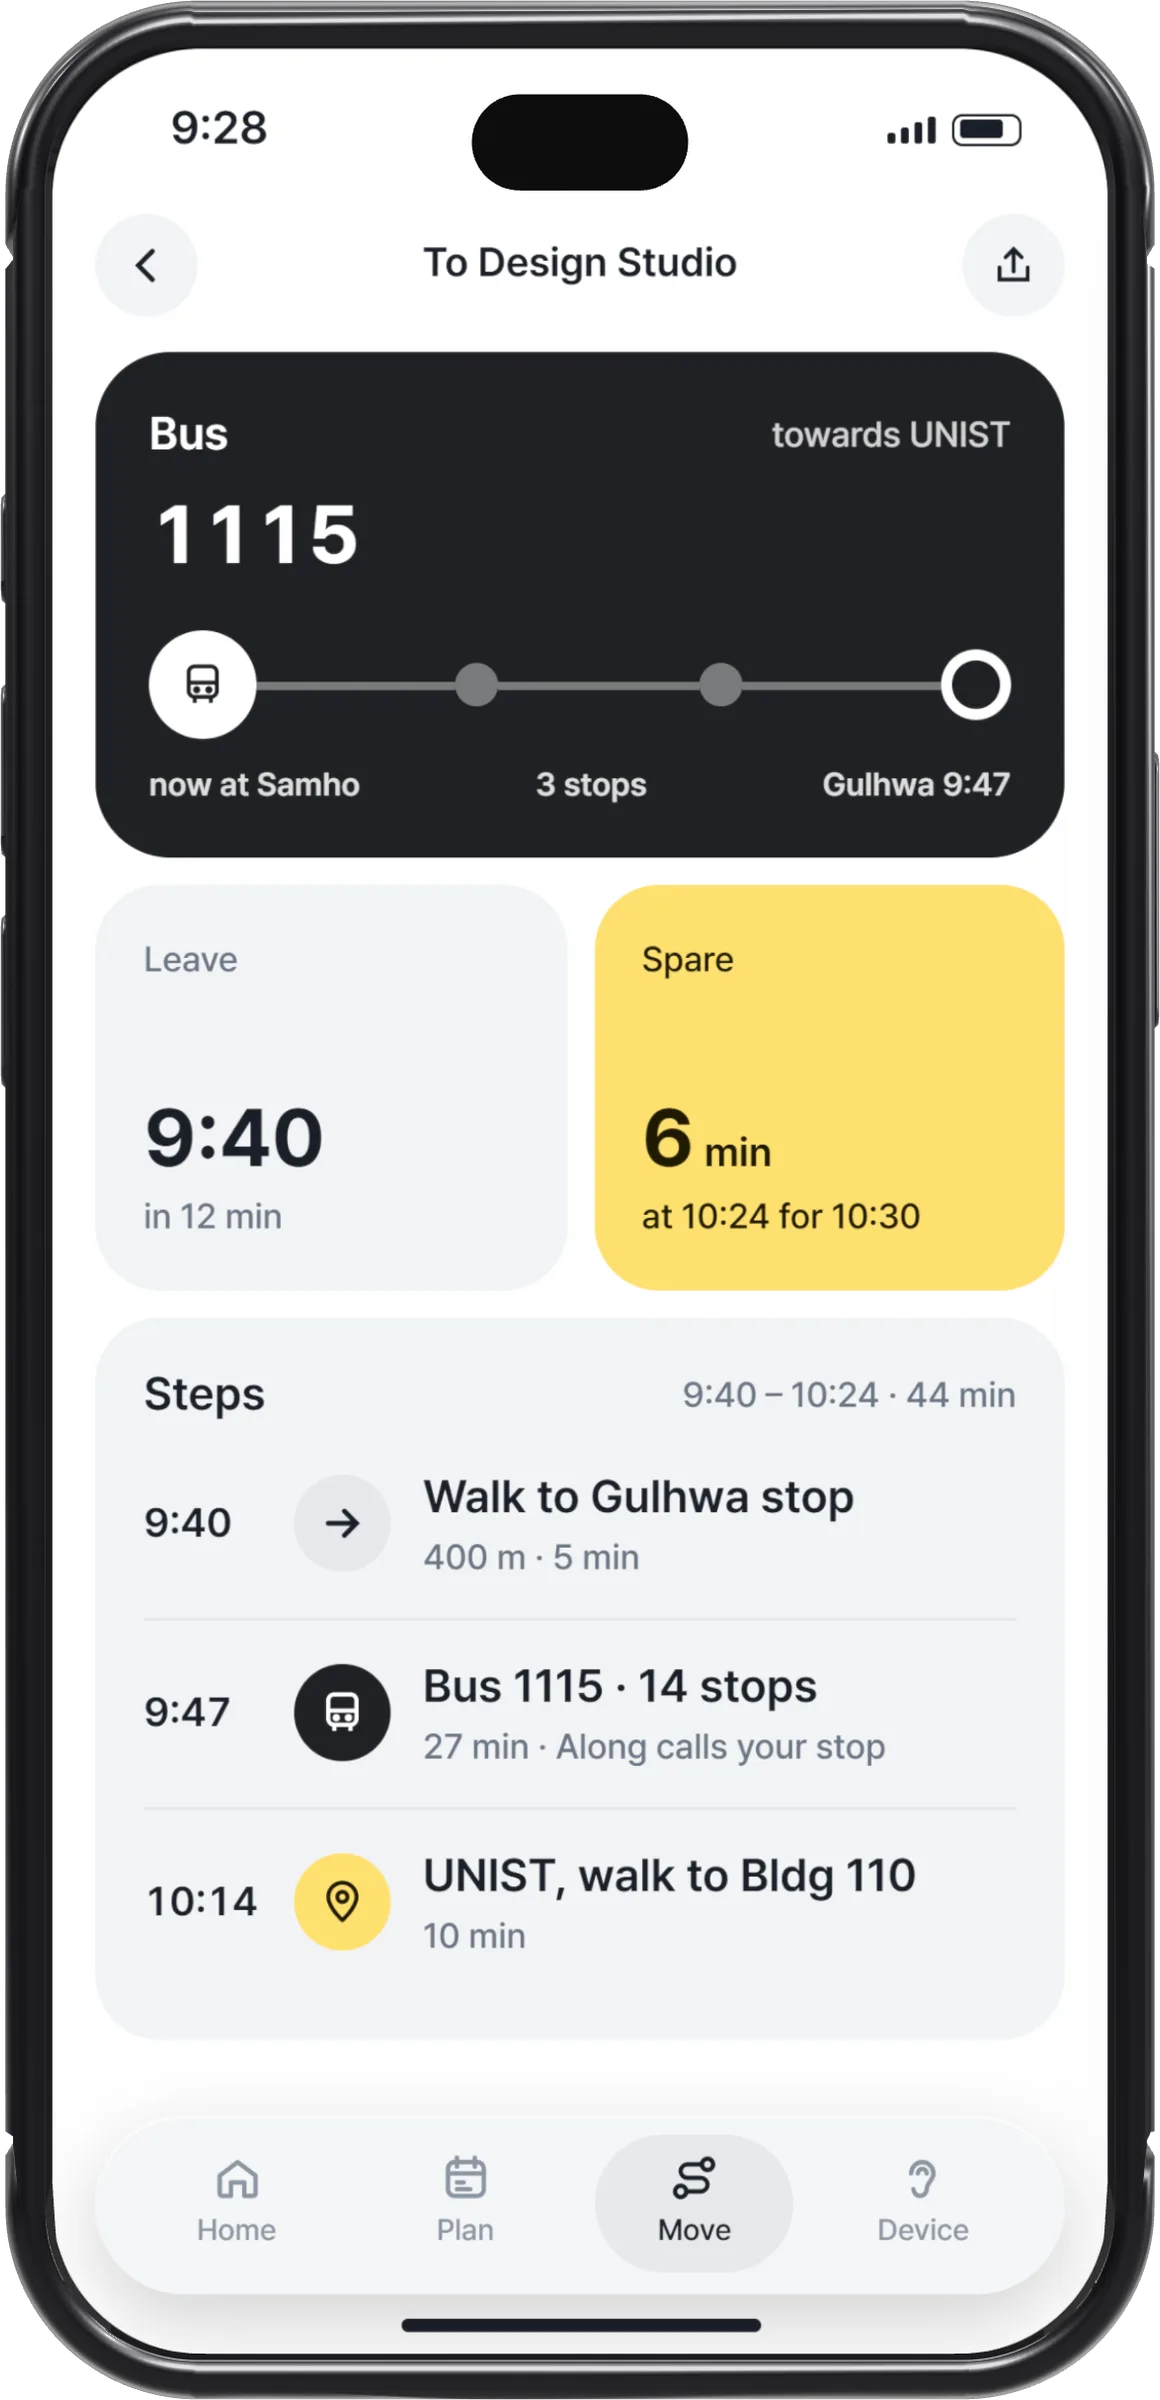 9:28
To Design Studio
Bus
towards UNIST
1115
now at Samho
3 stops
Gulhwa 9:47
Leave
9:40
in 12 min
Spare
6 min
at 10:24 for 10:30
Steps
9:40 – 10:24 · 44 min
9:40
Walk to Gulhwa stop
400 m · 5 min
9:47
Bus 1115 · 14 stops
27 min · Along calls your stop
10:14
UNIST, walk to Bldg 110
10 min
Home
Plan
Move
Device